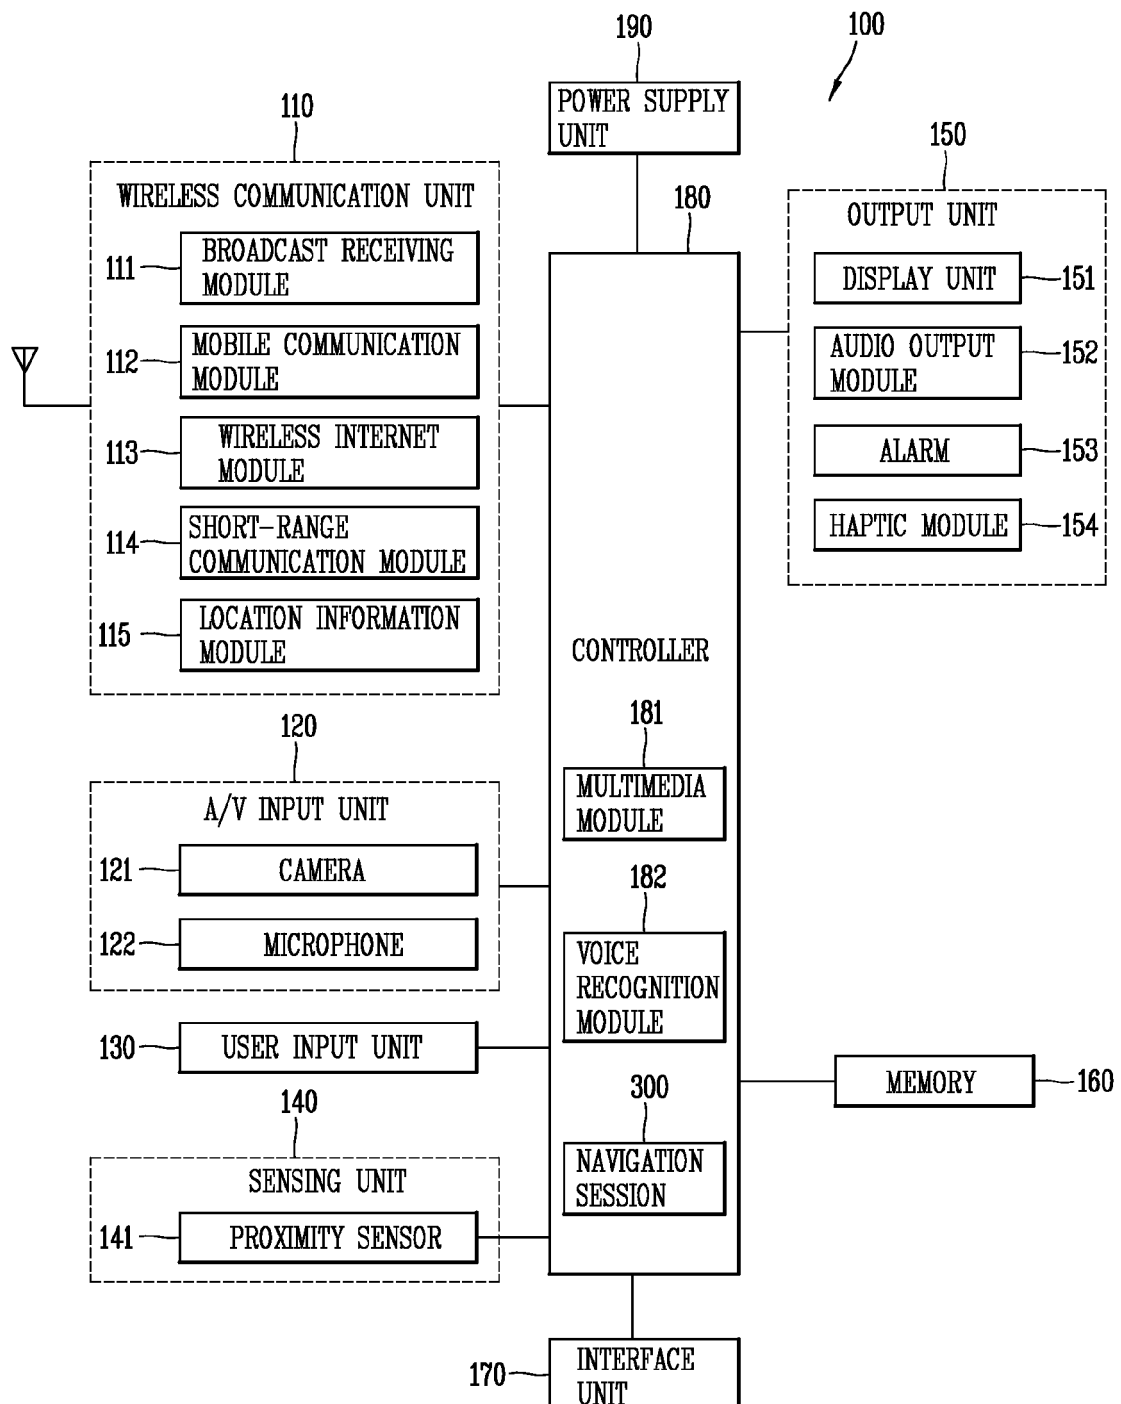 190
100
POWER SUPPLY
UNIT
110
WIRELESS COMMUNICATION UNIT
111
BROADCAST RECEIVING
MODULE
112
MOBILE COMMUNICATION
MODULE
113
WIRELESS INTERNET
MODULE
114
SHORT-RANGE
COMMUNICATION MODULE
115
LOCATION INFORMATION
MODULE
120
A/V INPUT UNIT
121
CAMERA
122
MICROPHONE
130
USER INPUT UNIT
140
SENSING UNIT
141
PROXIMITY SENSOR
180
CONTROLLER
181
MULTIMEDIA
MODULE
182
VOICE
RECOGNITION
MODULE
300
NAVIGATION
SESSION
150
OUTPUT UNIT
DISPLAY UNIT
151
AUDIO OUTPUT
MODULE
152
ALARM
153
HAPTIC MODULE
154
MEMORY
160
170
INTERFACE
UNIT